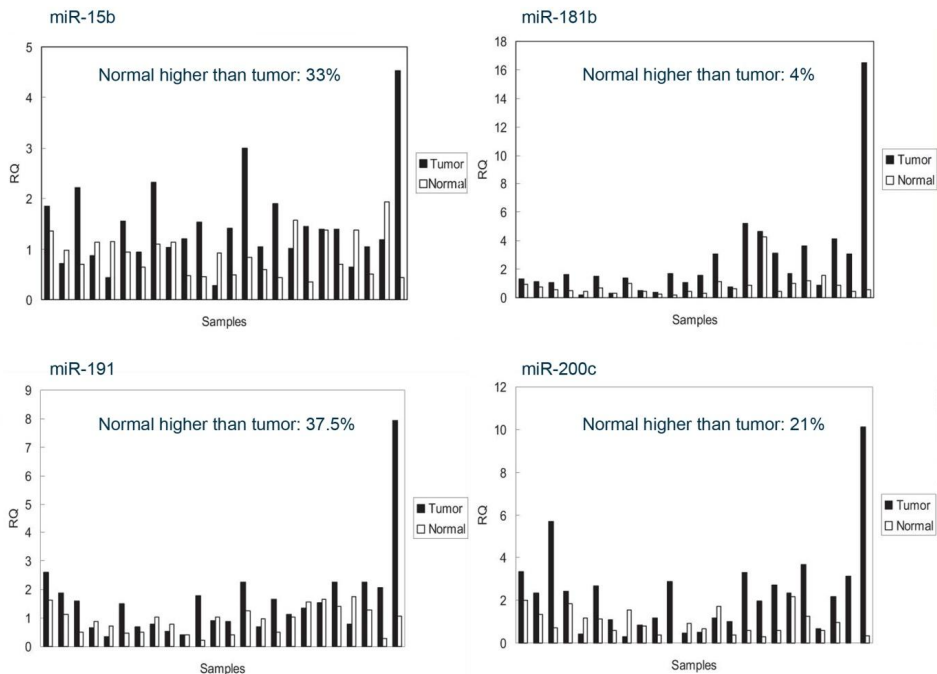 miR-15b
5
4
3
2
1
0
RQ
Normal higher than tumor: 33%
Tumor
Normal
Samples
miR-181b
18
16
14
12
10
8
6
4
2
0
RQ
Normal higher than tumor: 4%
Tumor
Normal
Samples
miR-191
9
8
7
6
5
4
3
2
1
0
RQ
Normal higher than tumor: 37.5%
Tumor
Normal
Samples
miR-200c
12
10
8
6
4
2
0
RQ
Normal higher than tumor: 21%
Tumor
Normal
Samples